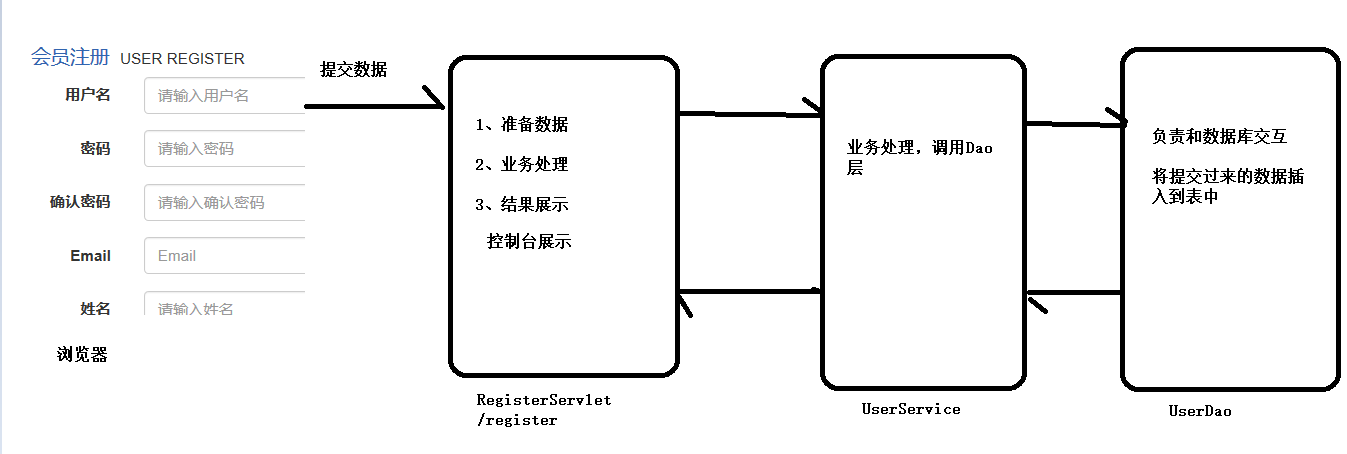 会员注册 USER REGISTER
用户名 请输入用户名
密码 请输入密码
确认密码 请输入确认密码
Email Email
姓名 请输入姓名
浏览器
提交数据
1、准备数据
2、业务处理
3、结果展示
控制台展示
RegisterServlet
/register
业务处理，调用Dao
层
UserService
负责和数据库交互
将提交过来的数据插
入到表中
UserDao